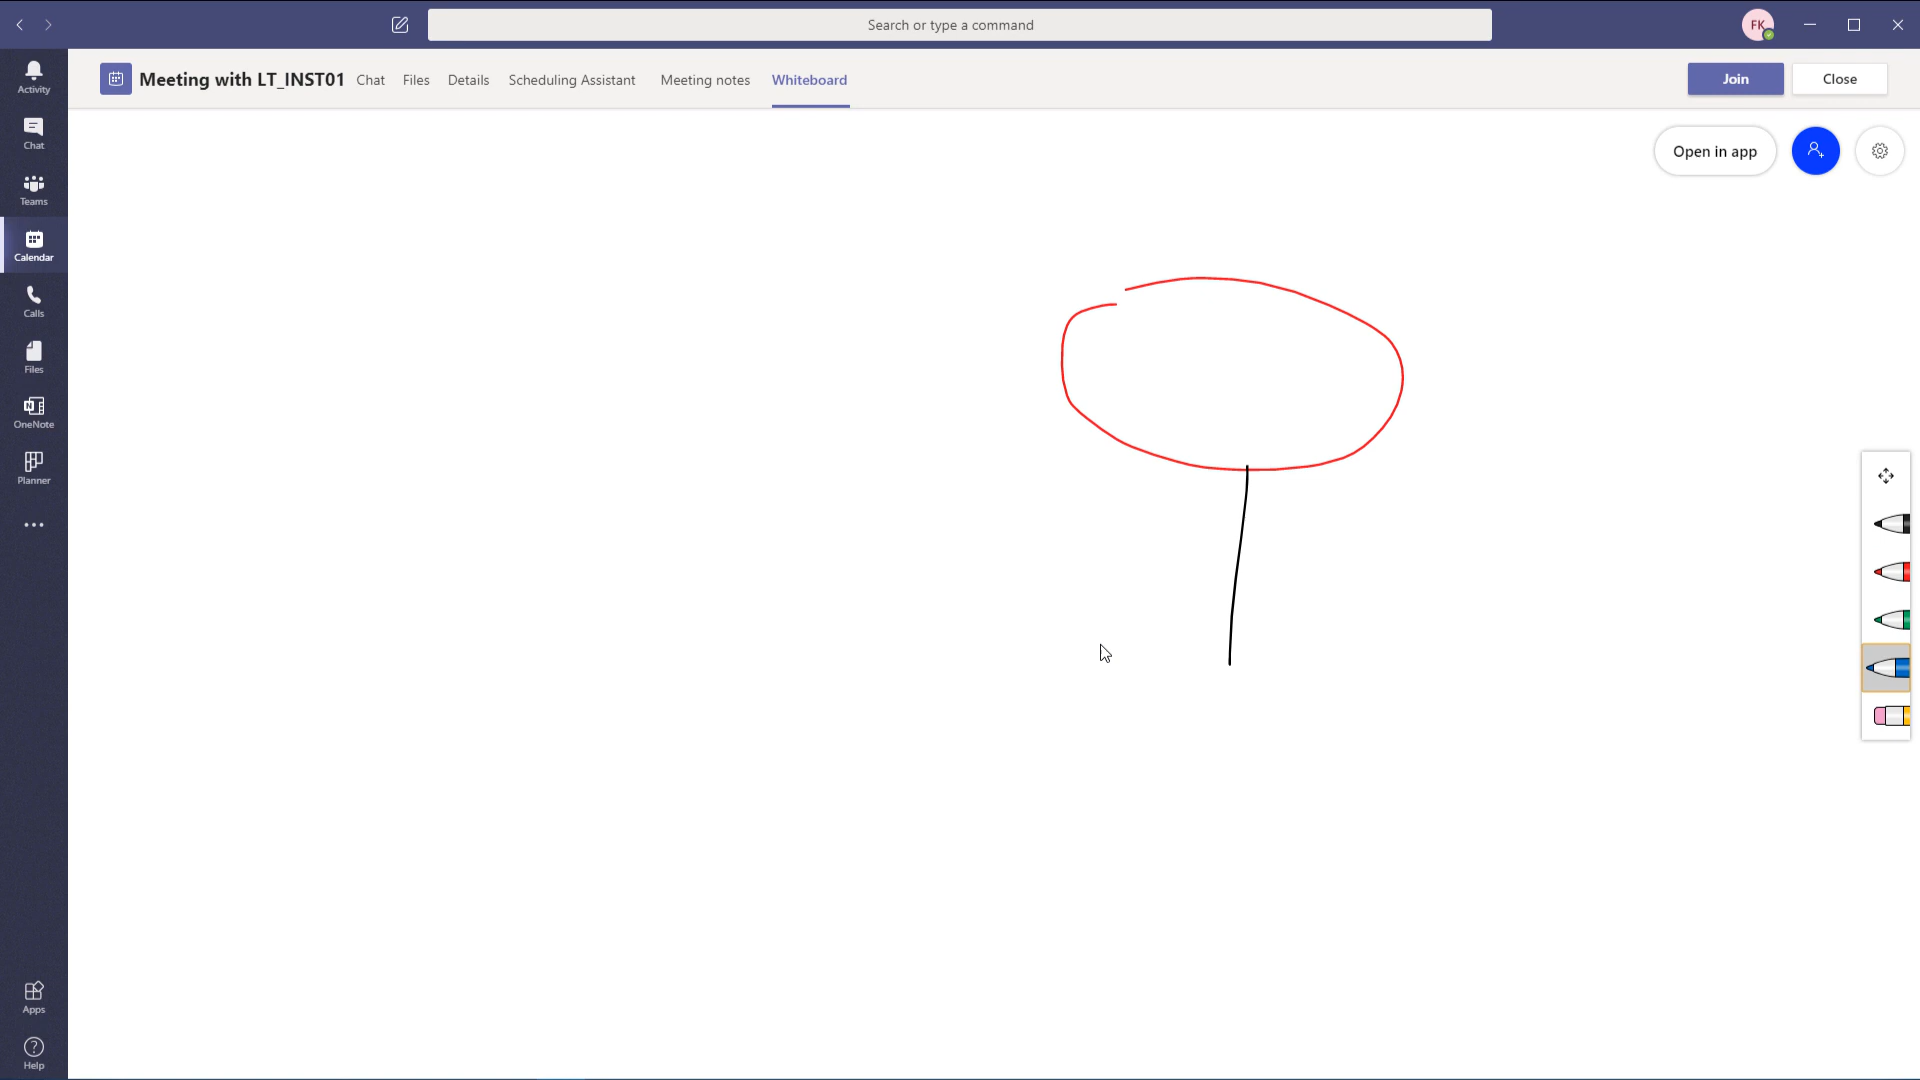 Search or type a command
FK
Activity
Chat
Teams
Calendar
Calls
Files
OneNote
Planner
Apps
Help
Meeting with LT_INST01 Chat Files Details Scheduling Assistant Meeting notes Whiteboard
Join
Close
Open in app